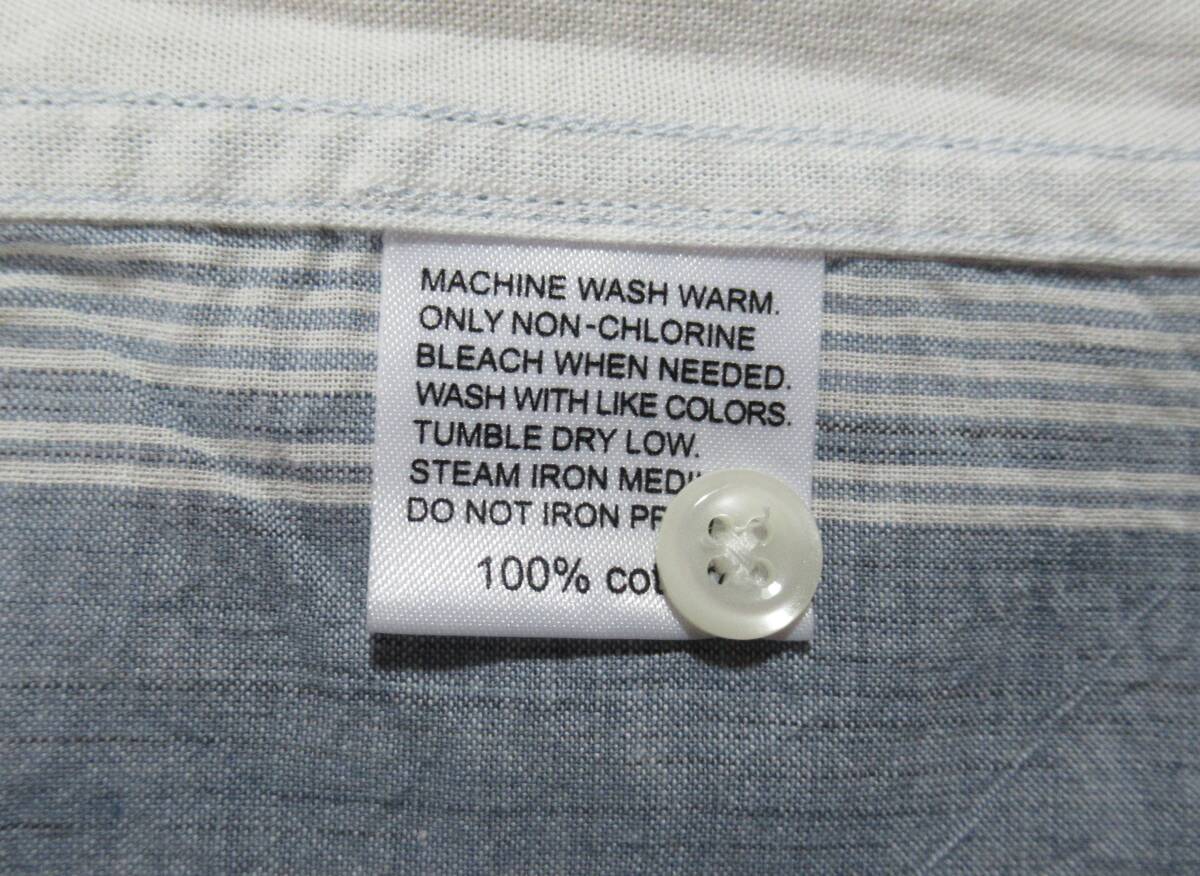 MACHINE WASH WARM.
ONLY NON-CHLORINE
BLEACH WHEN NEEDED.
WASH WITH LIKE COLORS.
TUMBLE DRY LOW.
STEAM IRON
DO NOT IRON
100%